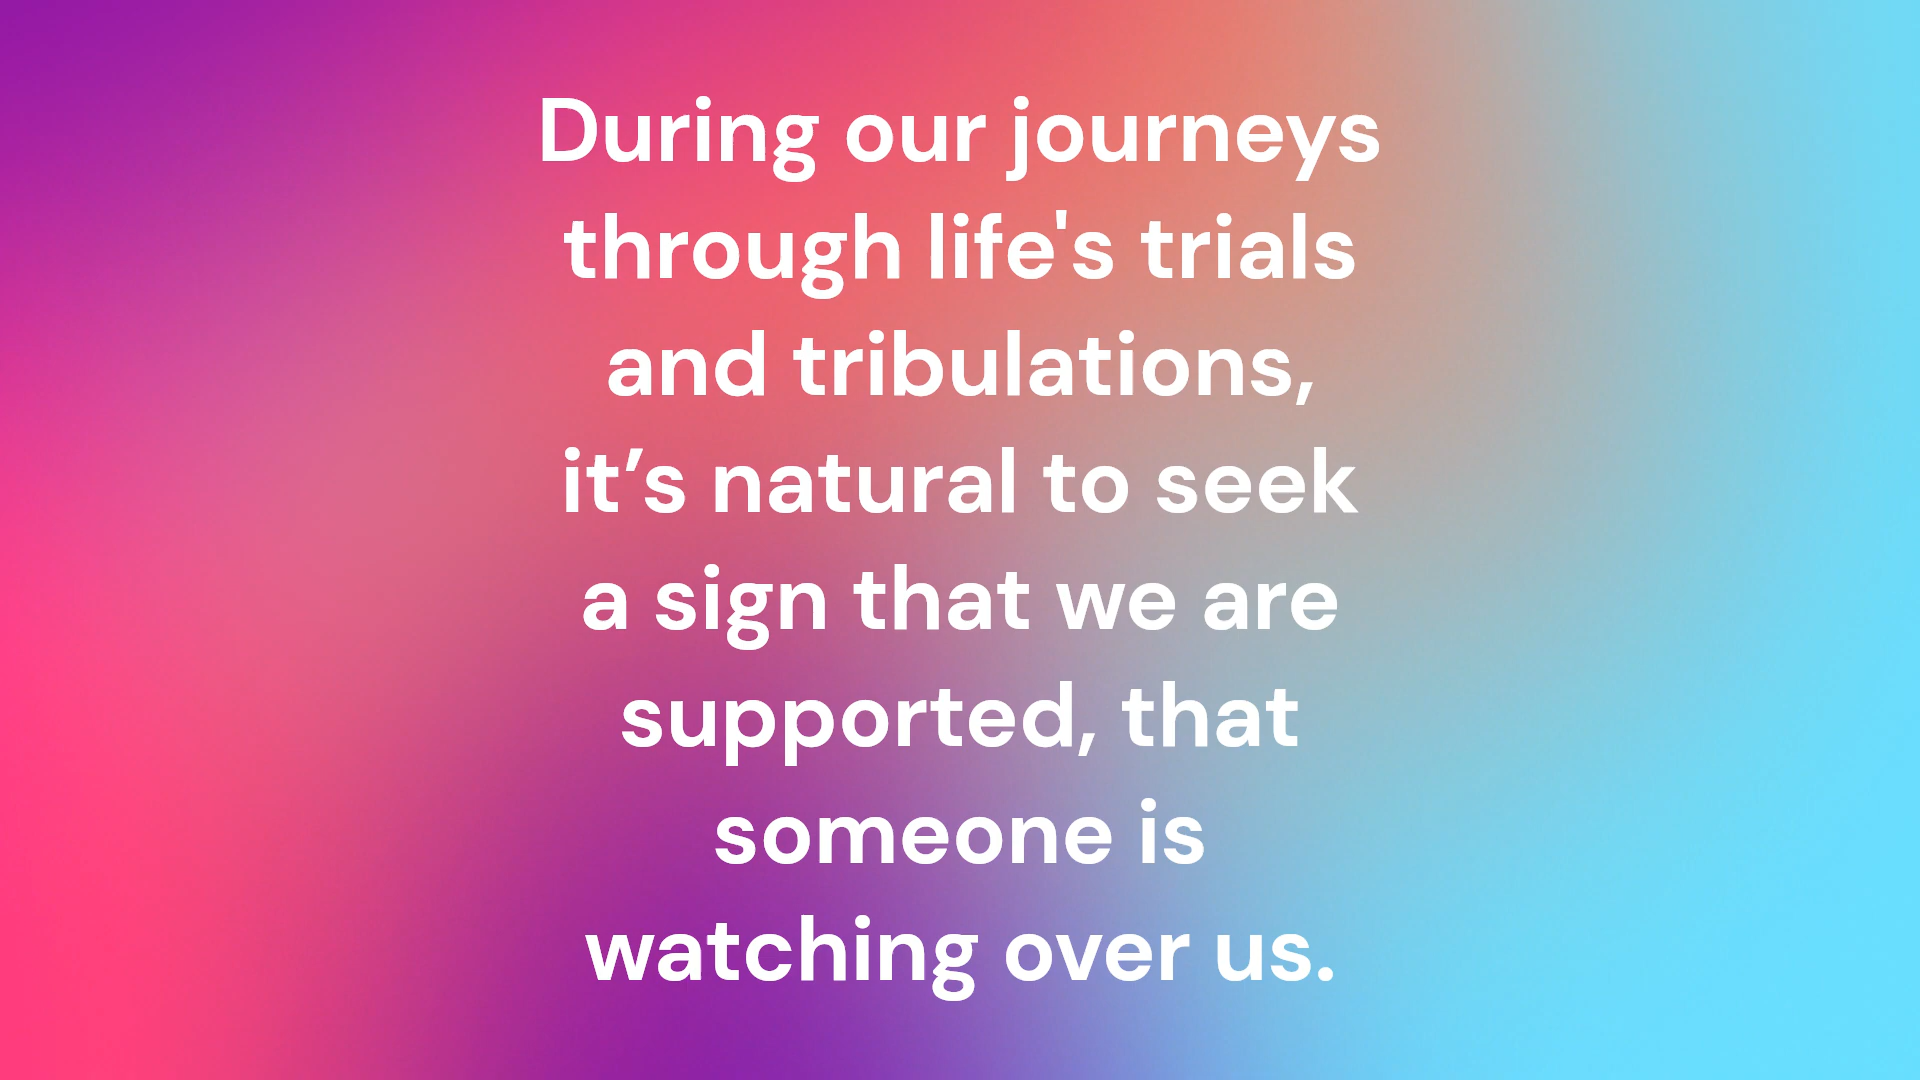 During our journeys
through life's trials
and tribulations,
it’s natural to seek
a sign that we are
supported, that
someone is
watching over us.